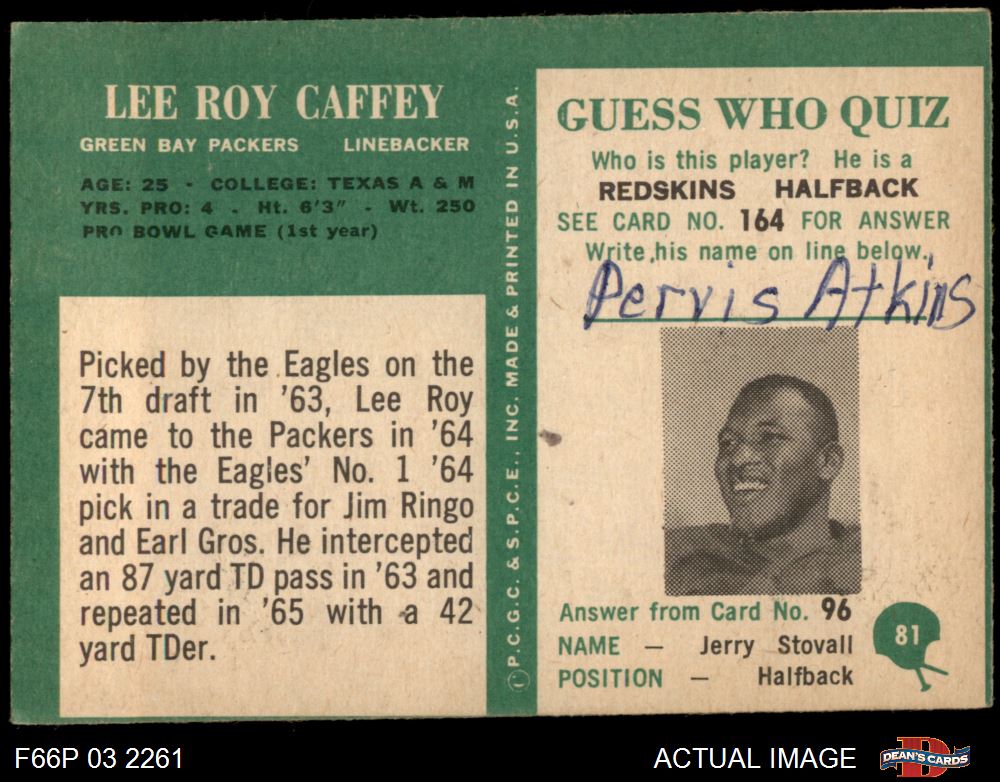 LEE ROY CAFFEY
GREEN BAY PACKERS LINEBACKER
AGE: 25 - COLLEGE: TEXAS A & M
YRS. PRO: 4 - Ht. 6'3" - Wt. 250
PRO BOWL GAME (1st year)
Picked by the Eagles on the
7th draft in '63, Lee Roy
came to the Packers in '64
with the Eagles' No. 1 '64
pick in a trade for Jim Ringo
and Earl Gros. He intercepted
an 87 yard TD pass in '63 and
repeated in '65 with a 42
yard TDer.
©P.C.G.C. & S.P.C.E., INC. MADE & PRINTED IN U.S.A.
GUESS WHO QUIZ
Who is this player? He is a
REDSKINS HALFBACK
SEE CARD NO. 164 FOR ANSWER
Write his name on line below.
Pervis Atkins
Answer from Card No. 96
NAME — Jerry Stovall
POSITION — Halfback
81
F66P 03 2261
ACTUAL IMAGE
DEAN'S CARDS